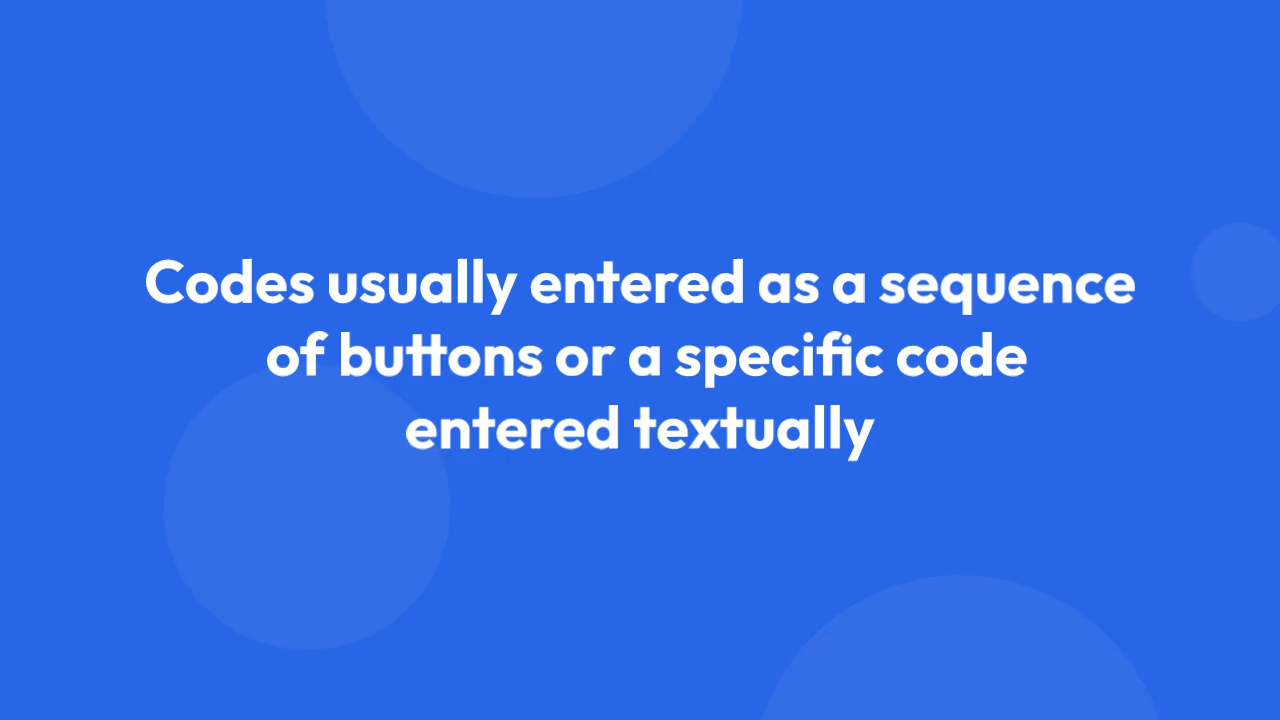 Codes usually entered as a sequence
of buttons or a specific code
entered textually